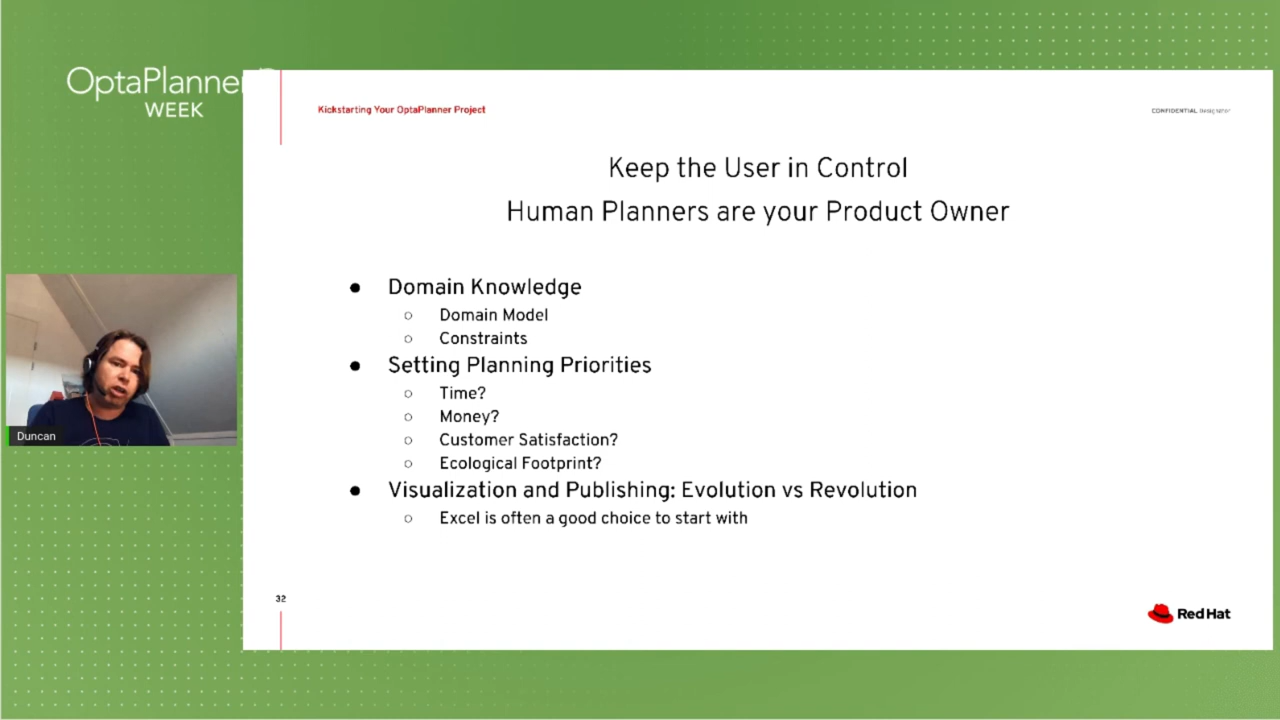 OptaPlanner
WEEK
Kickstarting Your OptaPlanner Project
CONFIDENTIAL Designator
Keep the User in Control
Human Planners are your Product Owner
● Domain Knowledge
○ Domain Model
○ Constraints
● Setting Planning Priorities
○ Time?
○ Money?
○ Customer Satisfaction?
○ Ecological Footprint?
● Visualization and Publishing: Evolution vs Revolution
○ Excel is often a good choice to start with
Duncan
32
Red Hat